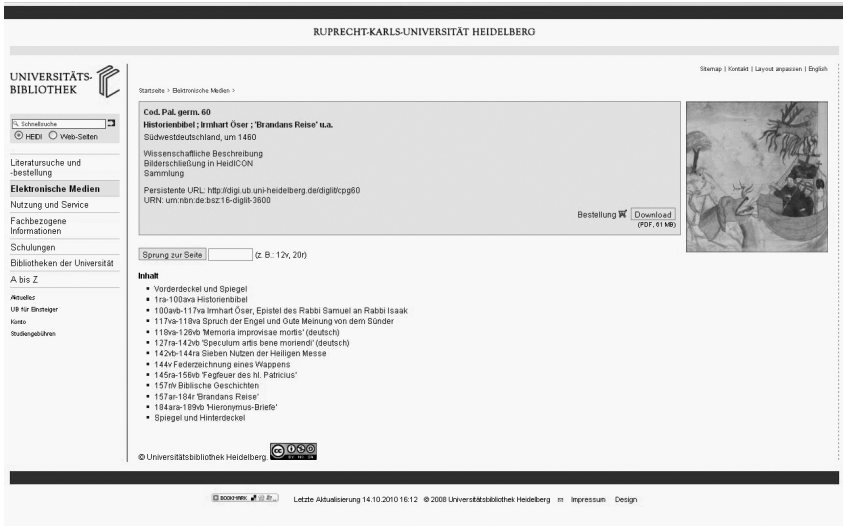 RUPRECHT-KARLS-UNIVERSITÄT HEIDELBERG
Sitemap | Kontakt | Layout anpassen | English
UNIVERSITÄTS-
BIBLIOTHEK
Startseite > Elektronische Medien >
Schnellsuche
HEIDI Web-Seiten
Literatursuche und
-bestellung
Elektronische Medien
Nutzung und Service
Fachbezogene
Informationen
Schulungen
Bibliotheken der Universität
A bis Z
Aktuelles
UB für Einsteiger
Konto
Studiengebühren
Cod. Pal. germ. 60
Historienbibel ; Irmhart Öser ; 'Brandans Reise' u.a.
Südwestdeutschland, um 1460
Wissenschaftliche Beschreibung
Bilderschließung in HeidICON
Sammlung
Persistente URL: http://digi.ub.uni-heidelberg.de/diglit/cpg60
URN: urn:nbn:de:bsz:16-diglit-3600
Bestellung Download
(PDF, 61 MB)
Sprung zur Seite (z. B.: 12v, 20r)
Inhalt
Vorderdeckel und Spiegel
1ra-100ava Historienbibel
100avb-117va Irmhart Öser, Epistel des Rabbi Samuel an Rabbi Isaak
117va-118va Spruch der Engel und Gute Meinung von dem Sünder
118va-126vb 'Memoria improvisae mortis' (deutsch)
127ra-142vb 'Speculum artis bene moriendi' (deutsch)
142vb-144ra Sieben Nutzen der Heiligen Messe
144v Federzeichnung eines Wappens
145ra-156vb 'Fegfeuer des hl. Patricius'
157r/v Biblische Geschichten
157ar-184r 'Brandans Reise'
184ara-189vb 'Hieronymus-Briefe'
Spiegel und Hinterdeckel
© Universitätsbibliothek Heidelberg.
BOOKMARK Letzte Aktualisierung 14.10.2010 16:12 © 2008 Universitätsbibliothek Heidelberg Impressum Design